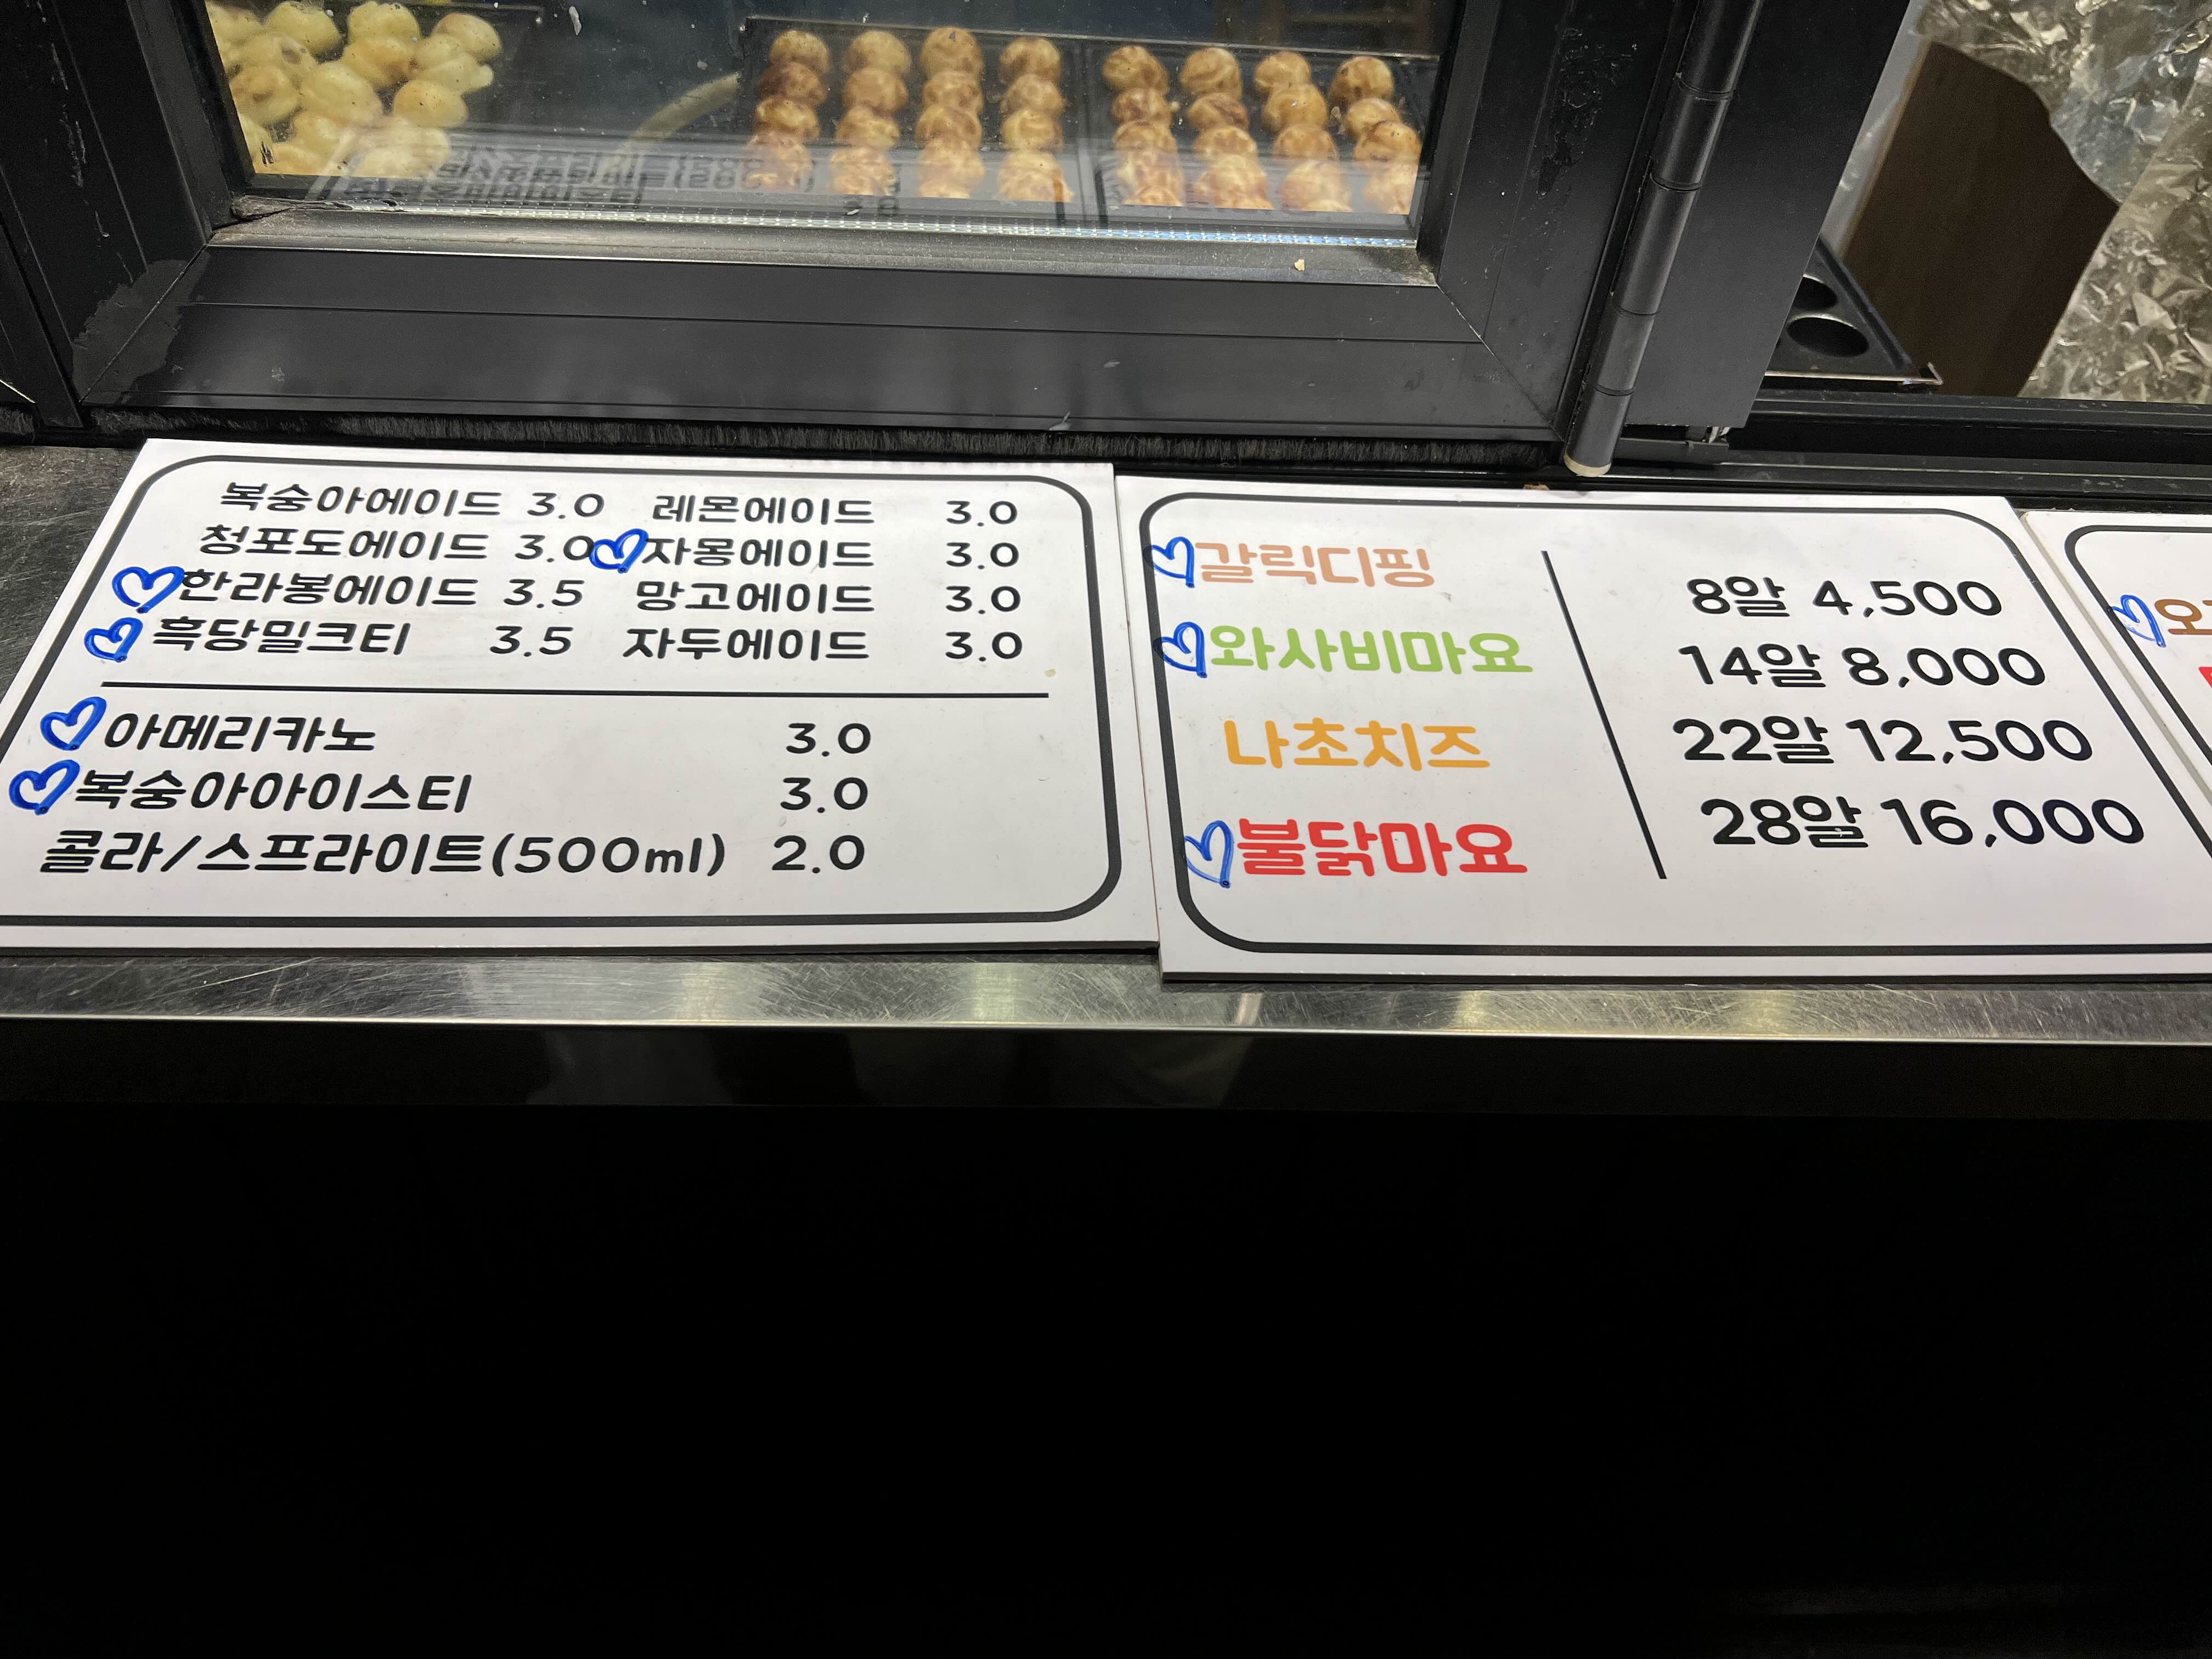 복숭아에이드 3.0 레몬에이드 3.0
청포도에이드 3.0 자몽에이드 3.0
한라봉에이드 3.5 망고에이드 3.0
흑당밀크티 3.5 자두에이드 3.0
아메리카노 3.0
복숭아아이스티 3.0
콜라/스프라이트(500ml) 2.0
갈릭디핑
와사비마요
나초치즈
불닭마요
8알 4,500
14알 8,000
22알 12,500
28알 16,000